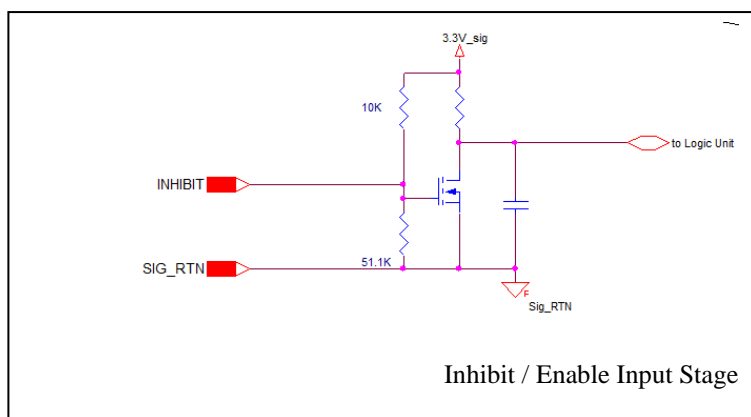 3.3V_sig
10K
to Logic Unit
INHIBIT
SIG_RTN
51.1K
F
Sig_RTN
Inhibit / Enable Input Stage